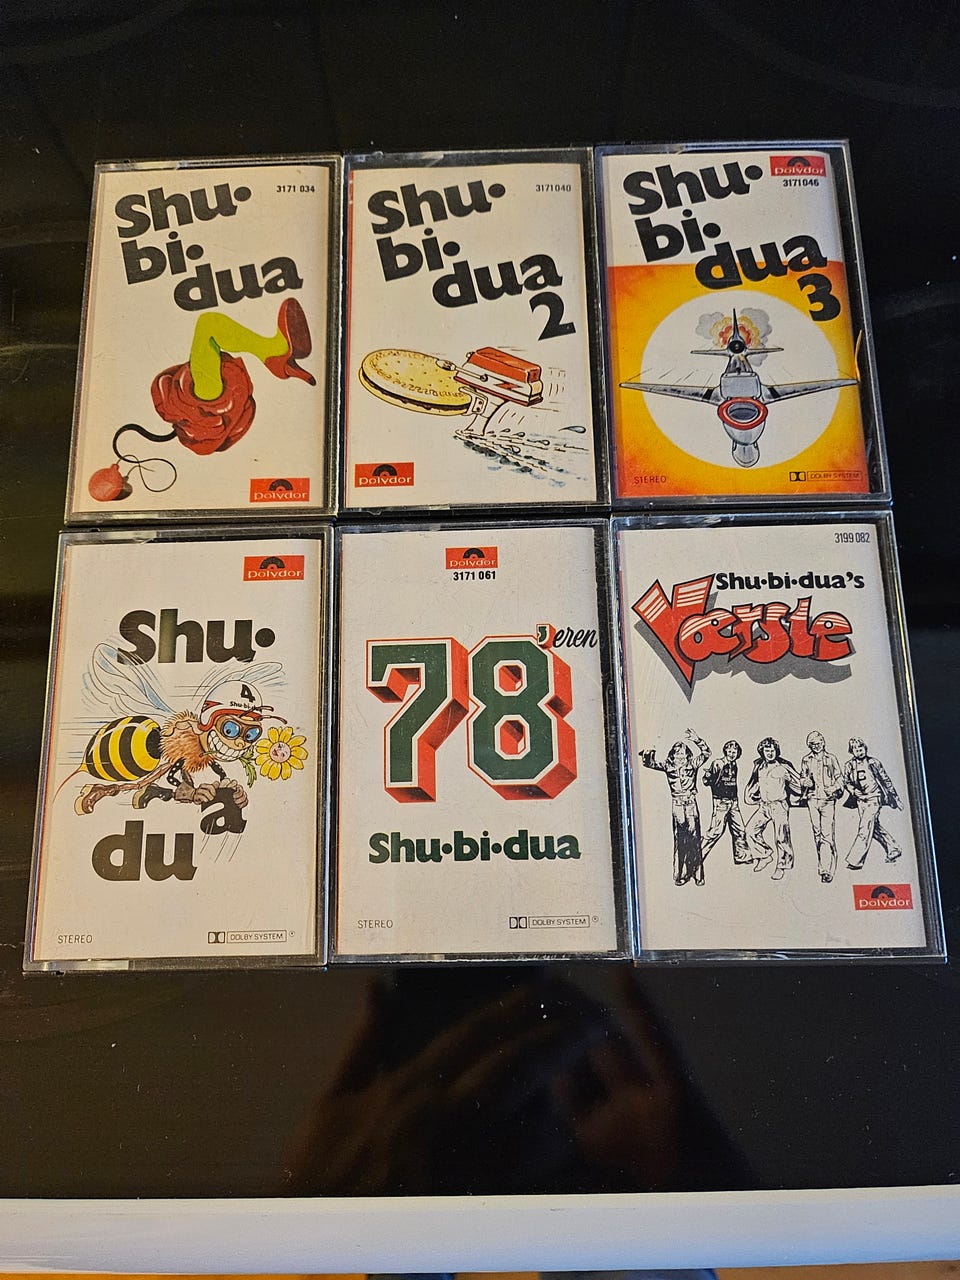 Shu•
3171 034
bi•
dua
polydor
Shu•
3171040
bi•
dua
2
polydor
Shu•
polydor
3171046
bi•
dua
3
STEREO
DOLBY SYSTEM
polydor
Shu•
4
Shu-bi-
du
a
STEREO
DOLBY SYSTEM ®
polydor
3171 061
78'eren
Shu•bi•dua
STEREO
DOLBY SYSTEM ®
3199 082
Shu•bi•dua's
Værste
polydor